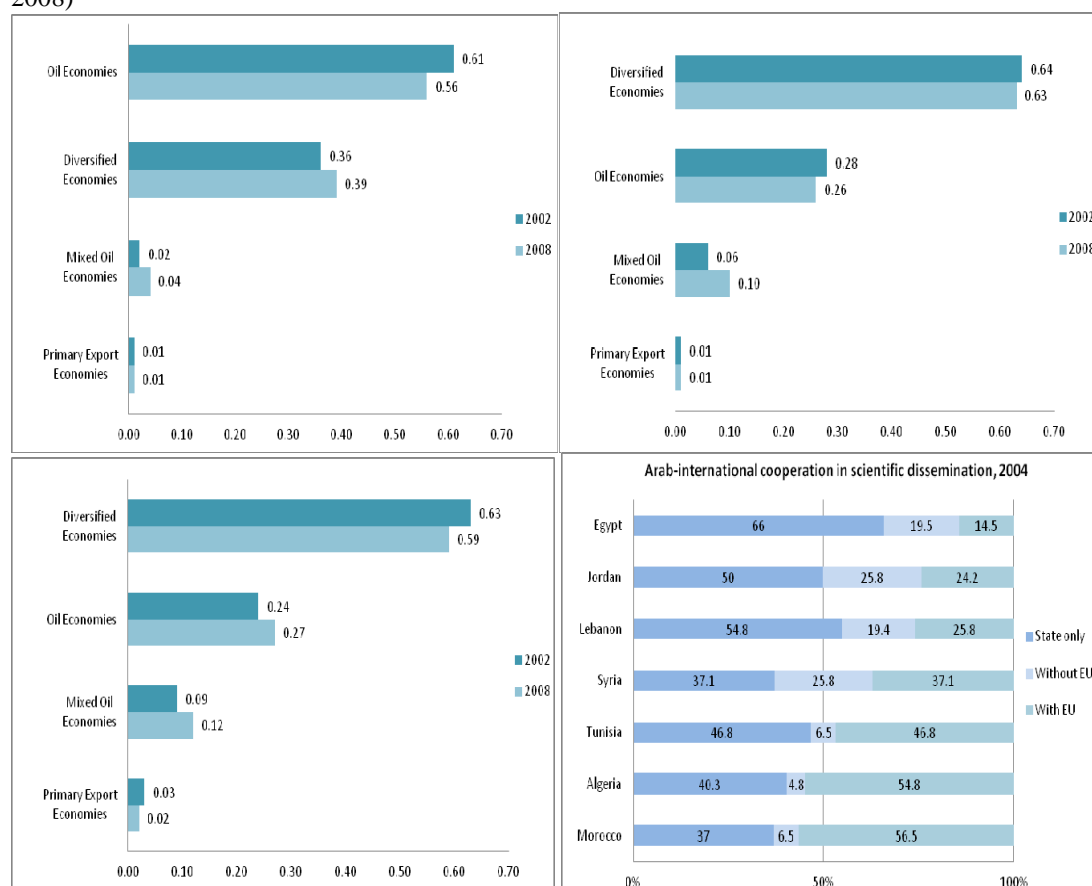 2008)
Oil Economies
0.61
0.56
Diversified
Economies
0.36
0.39
Mixed Oil
Economies
0.02
0.04
Primary Export
Economies
0.01
0.01
2002
2008
0.00 0.10 0.20 0.30 0.40 0.50 0.60 0.70
Diversified
Economies
0.64
0.63
Oil Economies
0.28
0.26
Mixed Oil
Economies
0.06
0.10
Primary Export
Economies
0.01
0.01
2002
2008
0.00 0.10 0.20 0.30 0.40 0.50 0.60 0.70
Diversified
Economies
0.63
0.59
Oil Economies
0.24
0.27
Mixed Oil
Economies
0.09
0.12
Primary Export
Economies
0.03
0.02
2002
2008
0.00 0.10 0.20 0.30 0.40 0.50 0.60 0.70
Arab-international cooperation in scientific dissemination, 2004
Egypt 66 19.5 14.5
Jordan 50 25.8 24.2
Lebanon 54.8 19.4 25.8
Syria 37.1 25.8 37.1
Tunisia 46.8 6.5 46.8
Algeria 40.3 4.8 54.8
Morocco 37 6.5 56.5
State only
Without EU
With EU
0% 50% 100%